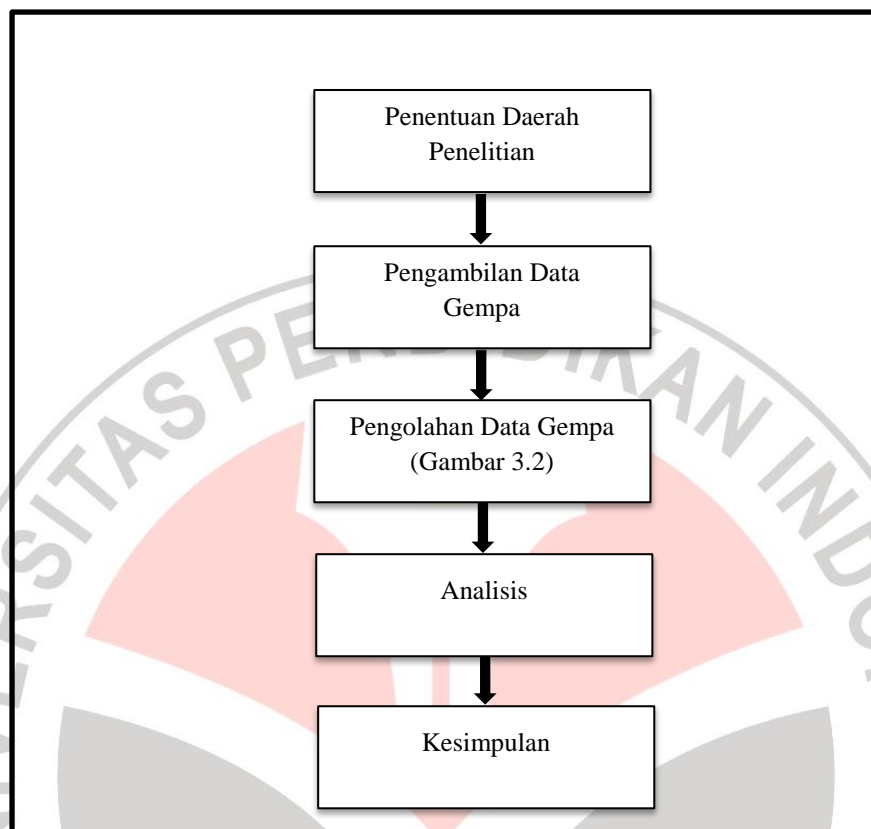 Penentuan Daerah
Penelitian
Pengambilan Data
Gempa
Pengolahan Data Gempa
(Gambar 3.2)
Analisis
Kesimpulan